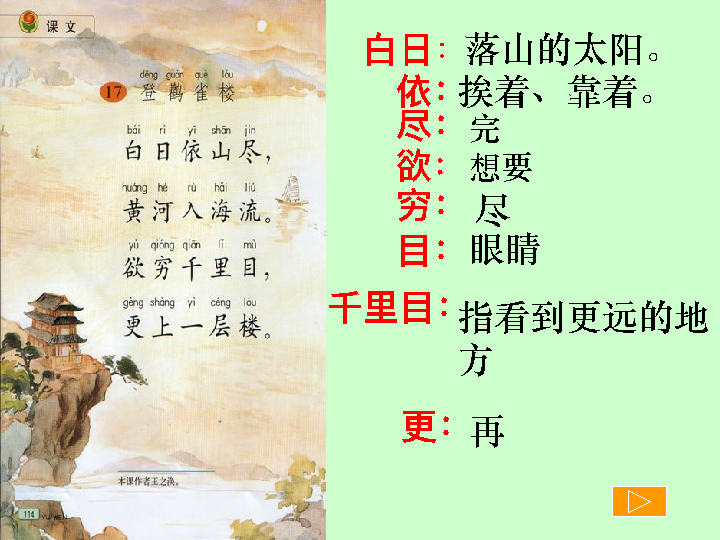 课文
dēng guàn què lóu
17 登鹳雀楼
bái rì yī shān jìn
白日依山尽，
huáng hé rù hǎi liú
黄河入海流。
yù qióng qiān lǐ mù
欲穷千里目，
gèng shàng yì céng lóu
更上一层楼。
本课作者王之涣。
114 YU WEN
白日：落山的太阳。
依：挨着、靠着。
尽：完
欲：想要
穷：尽
目：眼睛
千里目：指看到更远的地
方
更：再